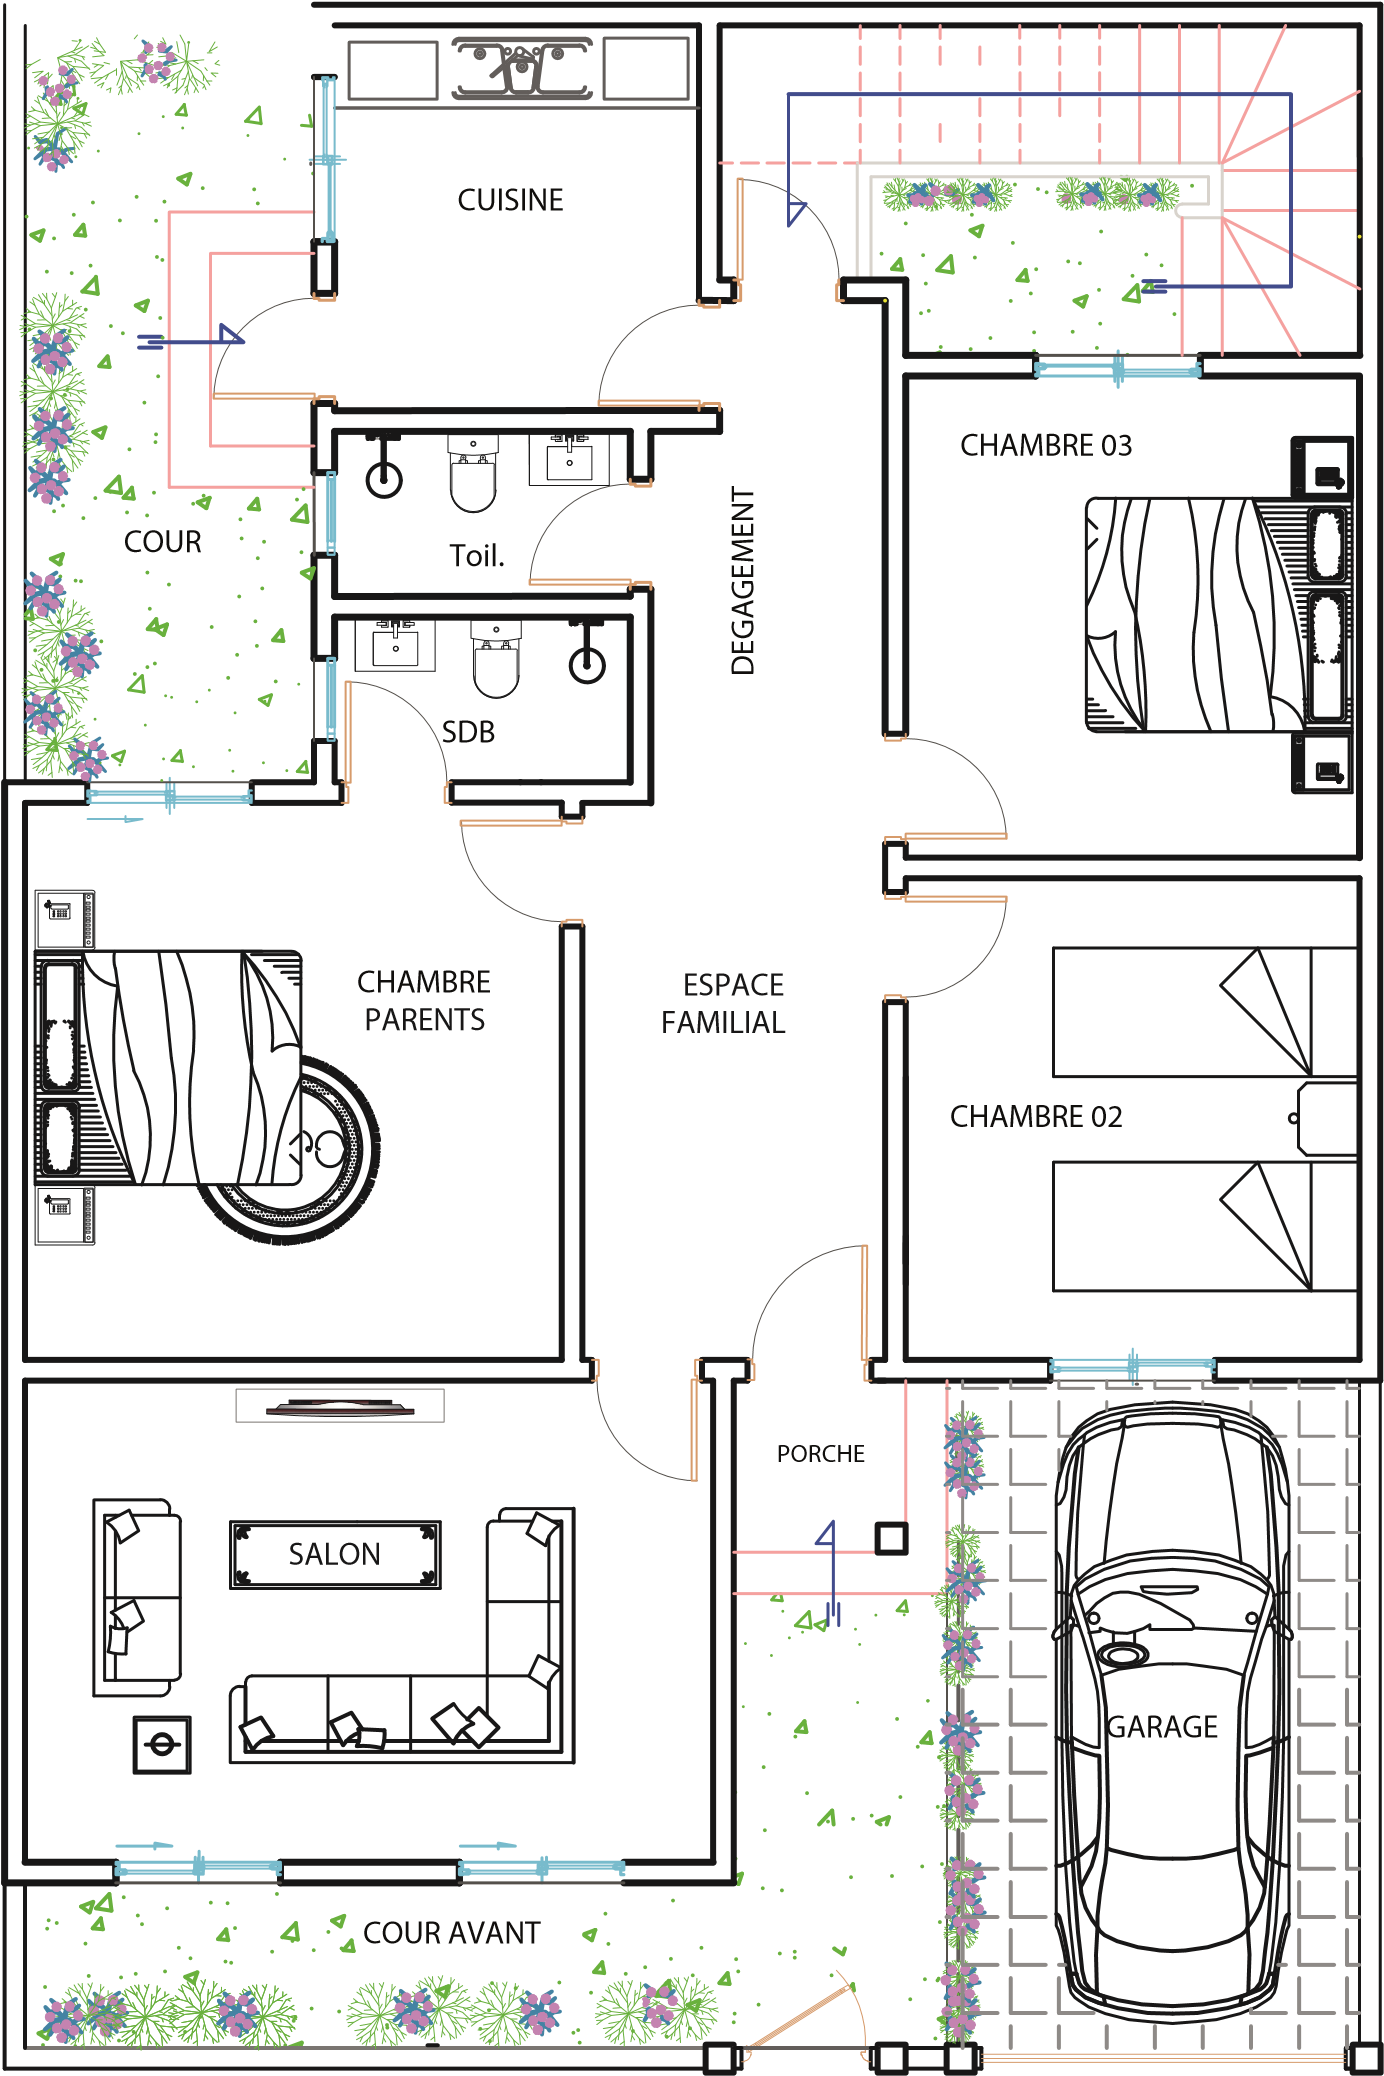 CUISINE
CHAMBRE 03
DEGAGEMENT
COUR
Toil.
SDB
CHAMBRE
PARENTS
ESPACE
FAMILIAL
CHAMBRE 02
PORCHE
SALON
GARAGE
COUR AVANT